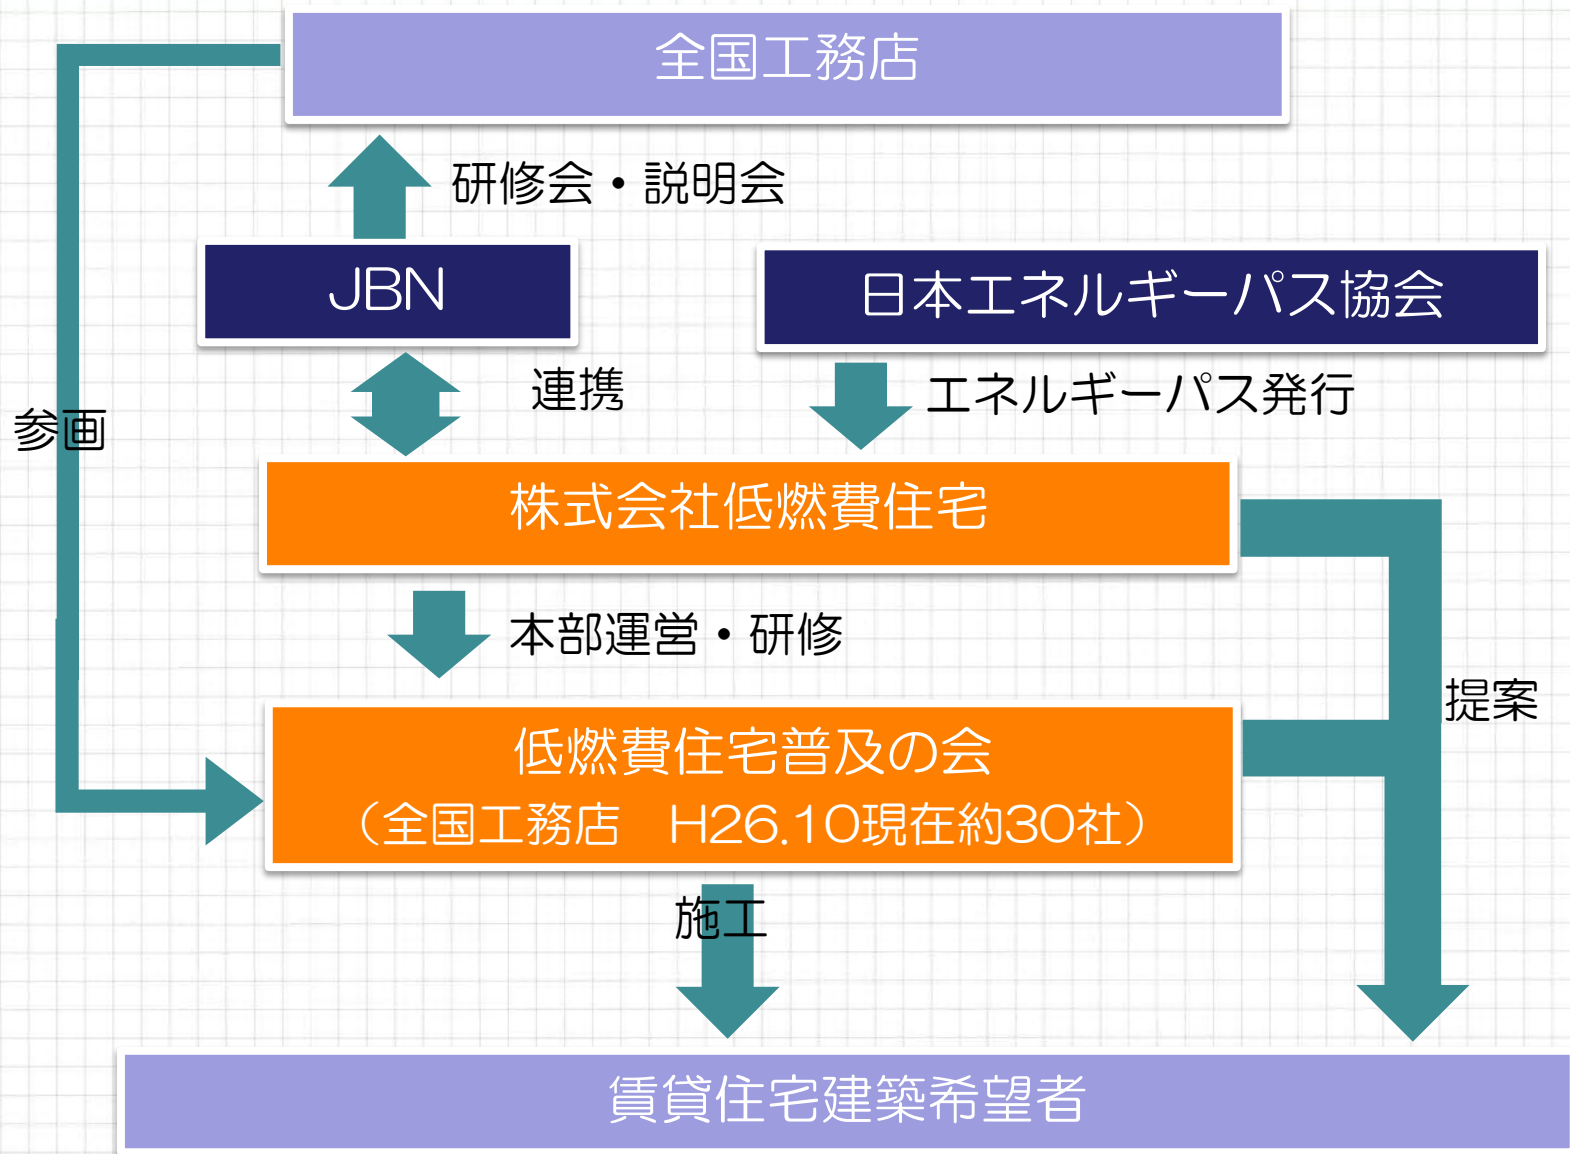 全国工務店
研修会・説明会
JBN
日本エネルギーパス協会
連携
エネルギーパス発行
参画
株式会社低燃費住宅
本部運営・研修
提案
低燃費住宅普及の会
（全国工務店　H26.10現在約30社）
施工
賃貸住宅建築希望者